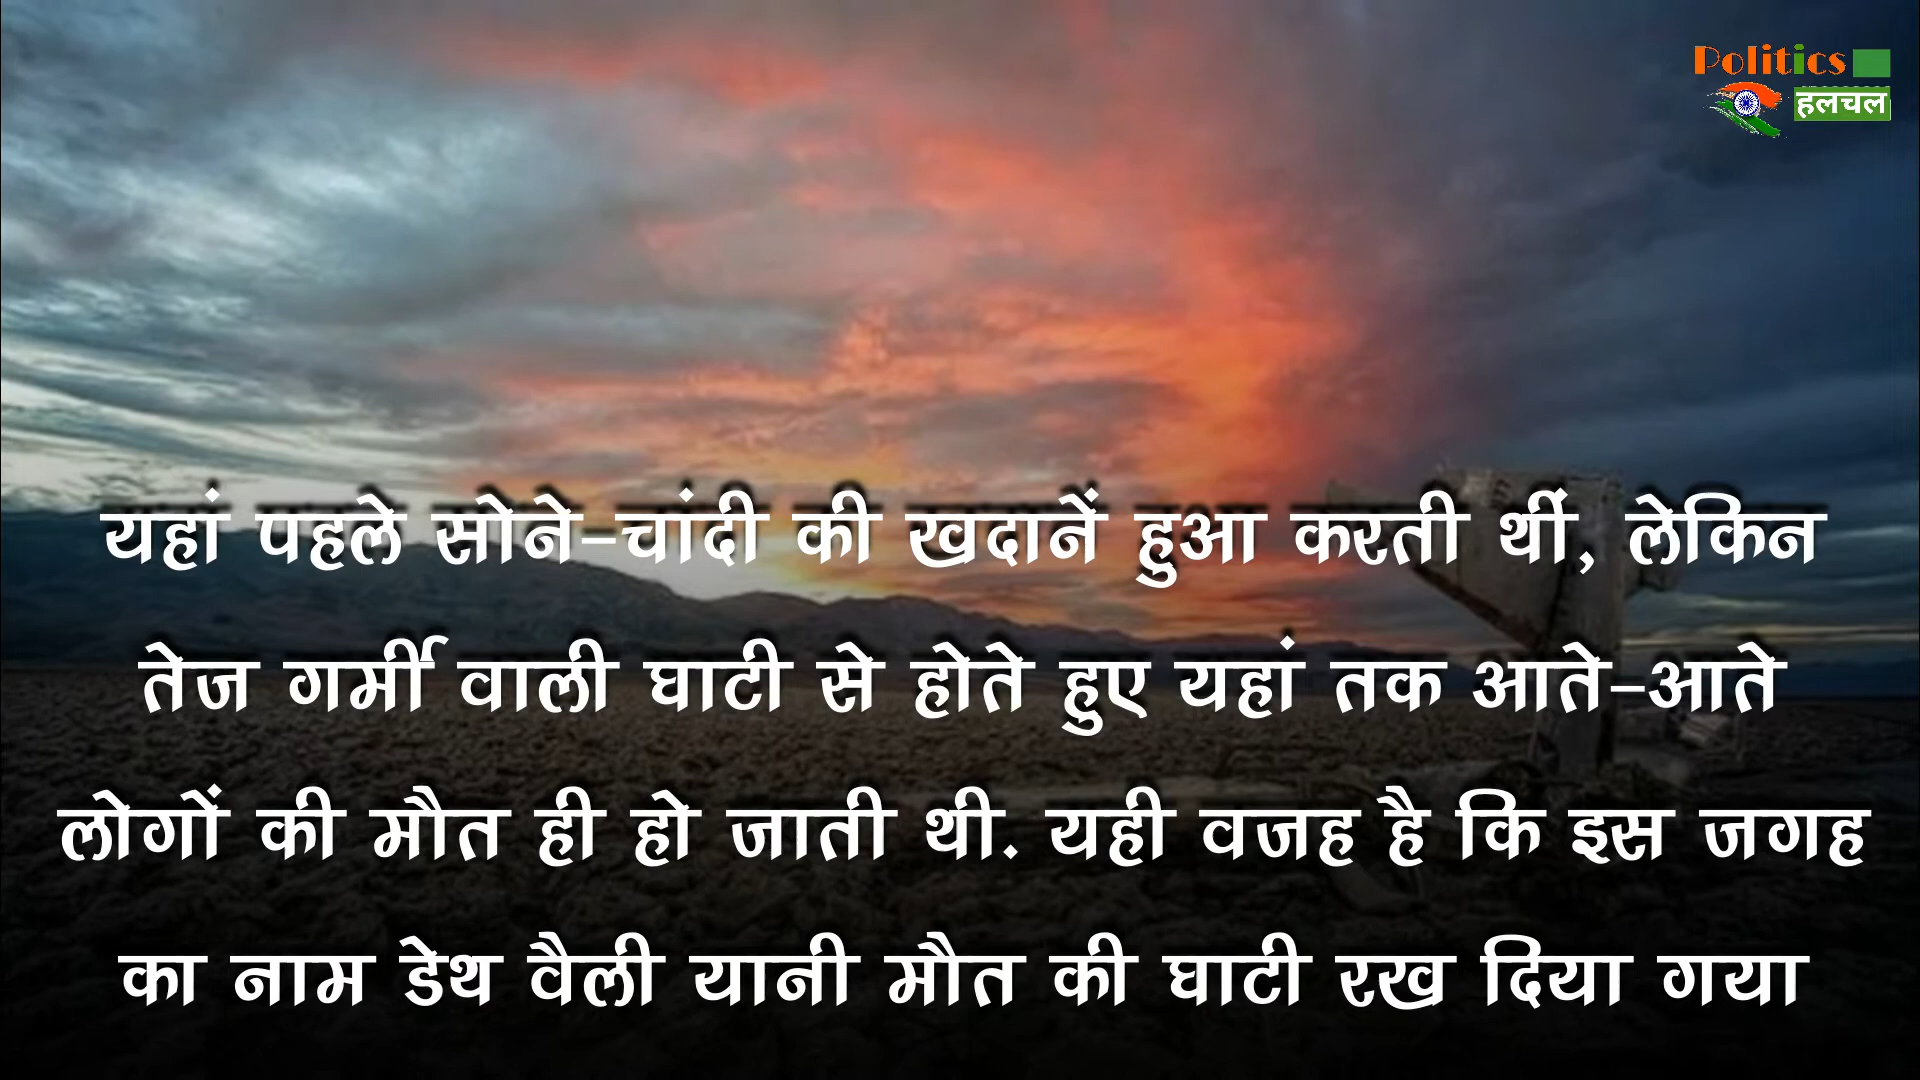 Politics
हलचल
यहां पहले सोने-चांदी की खदानें हुआ करती थीं, लेकिन
तेज गर्मी वाली घाटी से होते हुए यहां तक आते-आते
लोगों की मौत ही हो जाती थी. यही वजह है कि इस जगह
का नाम डेथ वैली यानी मौत की घाटी रख दिया गया